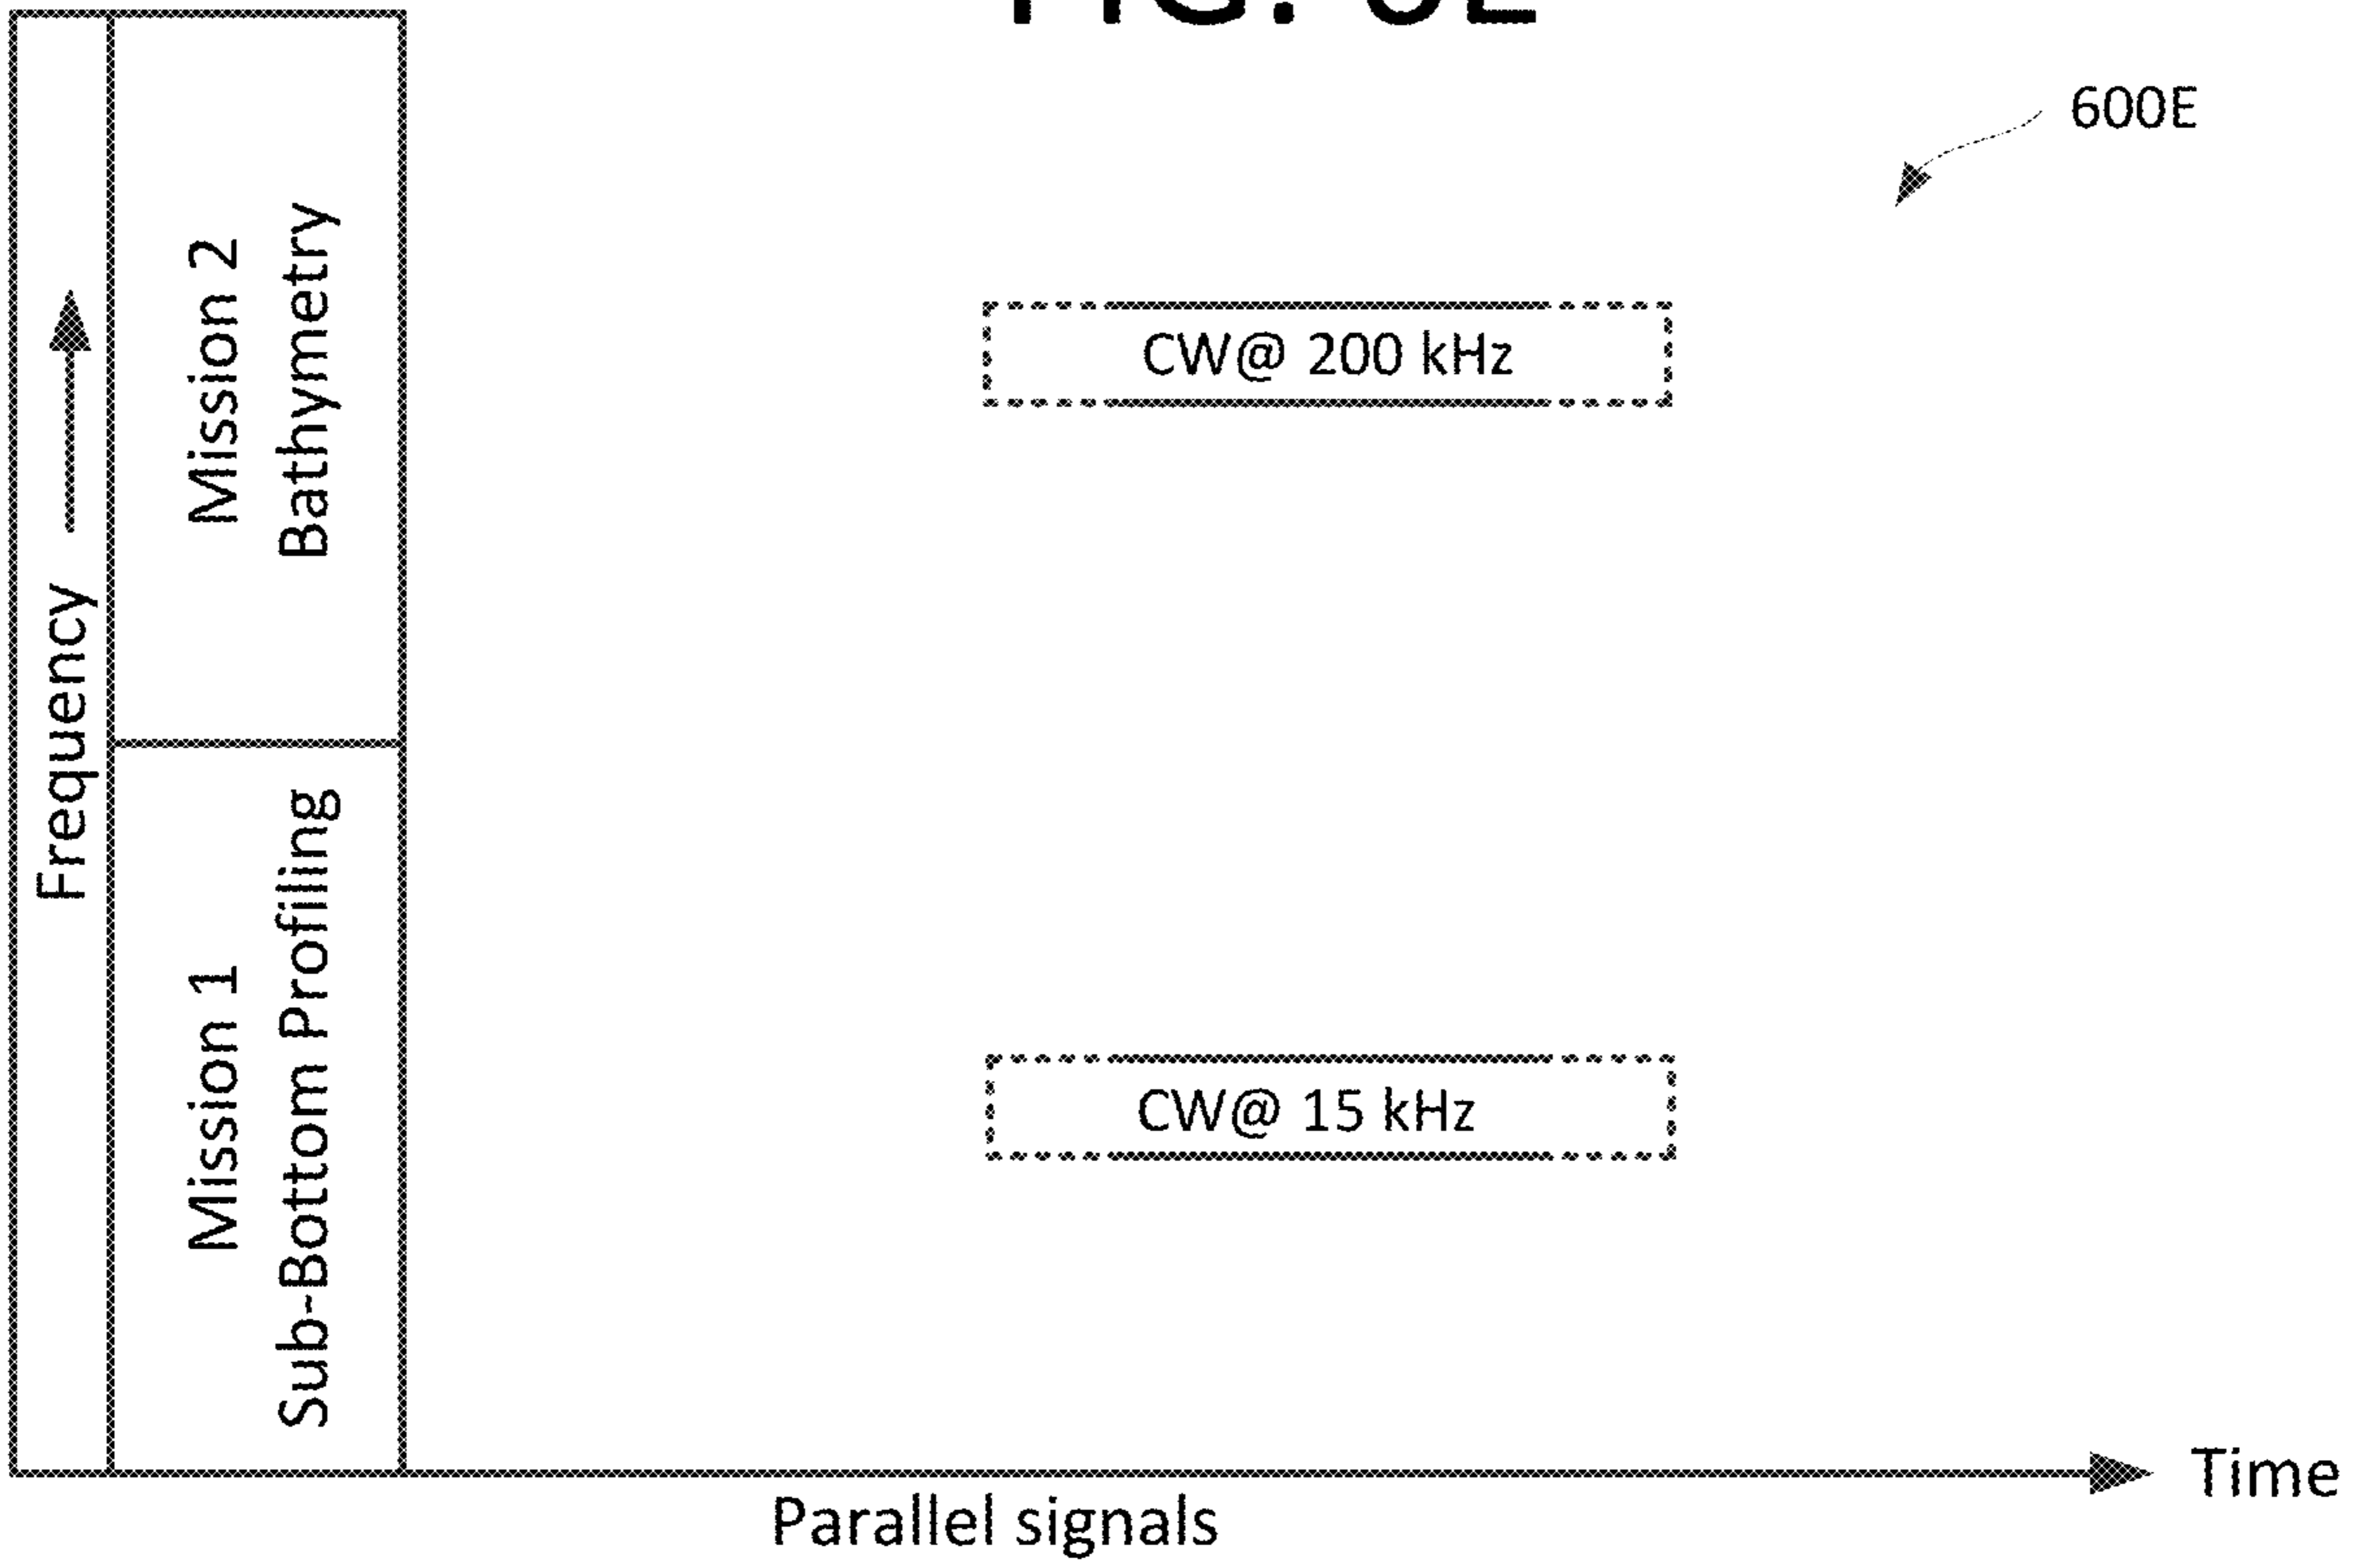 600E
Frequency
Mission 2
Bathymetry
CW@ 200 kHz
Mission 1
Sub-Bottom Profiling
CW@ 15 kHz
Time
Parallel signals